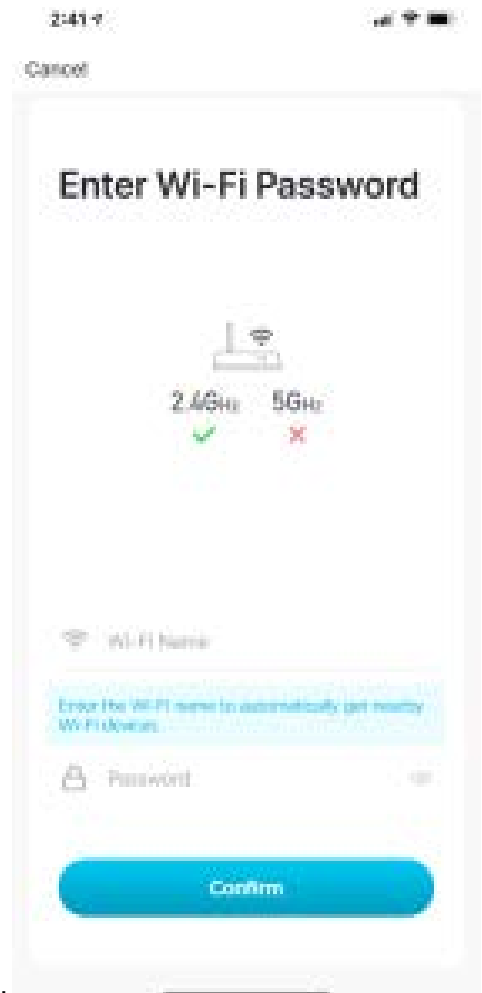 2:41
Cancel
Enter Wi-Fi Password
2.4GHz 5GHz
Wi-Fi Name
Enter the Wi-Fi name to automatically get nearby
Wi-Fi devices
Password
Confirm